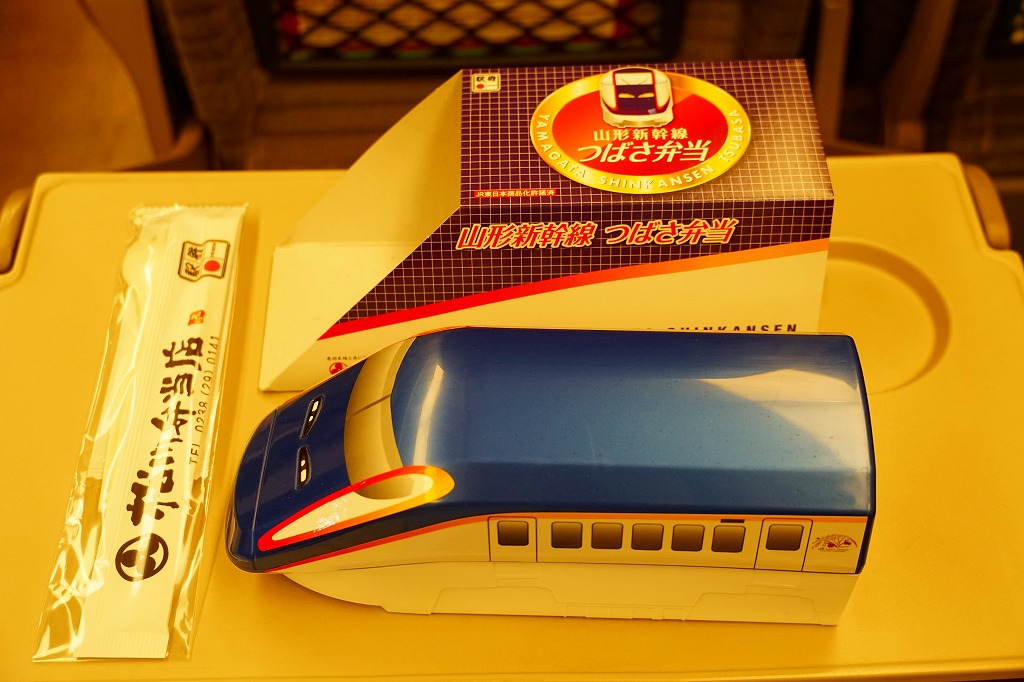 駅弁
山形新幹線
つばさ弁当
YAMAGATA SHINKANSEN TSUBASA
JR東日本商品化許諾済
山形新幹線 つばさ弁当
SHINKANSEN
駅弁
弁当店
TEL 0238 (29) 0141